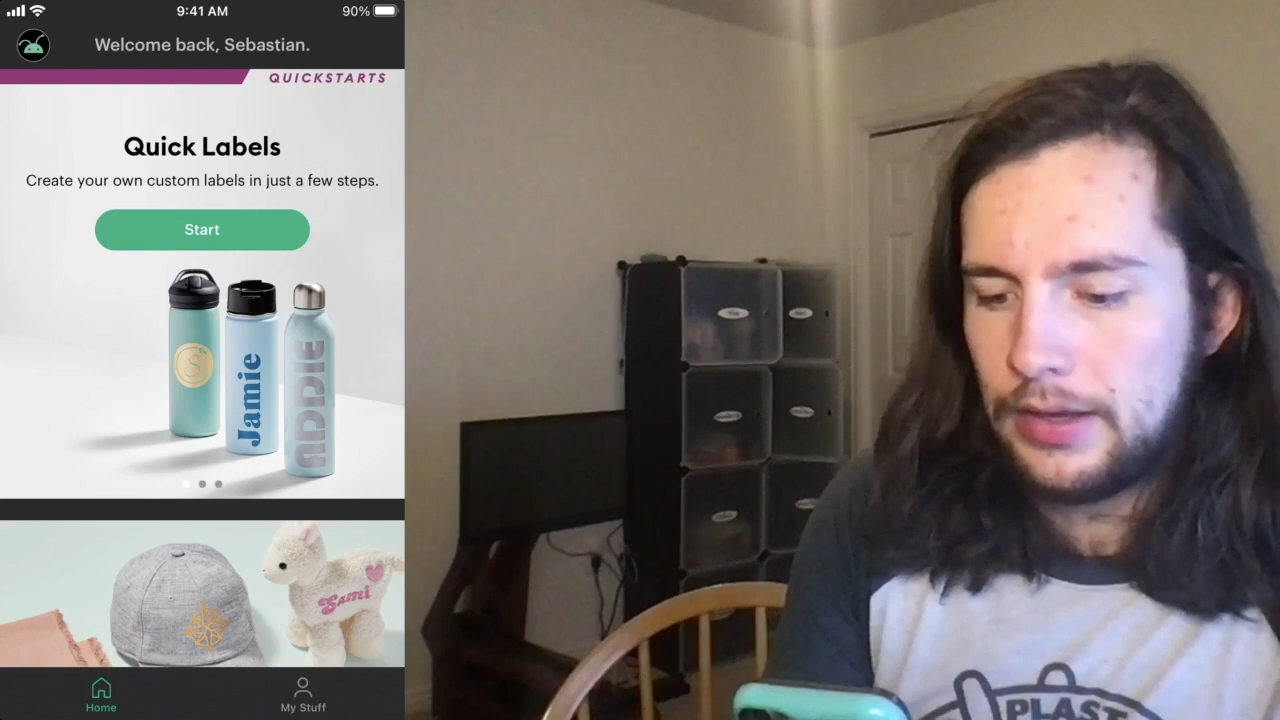 9:41 AM
90%
Welcome back, Sebastian.
QUICKSTARTS
Quick Labels
Create your own custom labels in just a few steps.
Start
S
Jamie
ADDIE
Sami
Home
My Stuff
PLAST